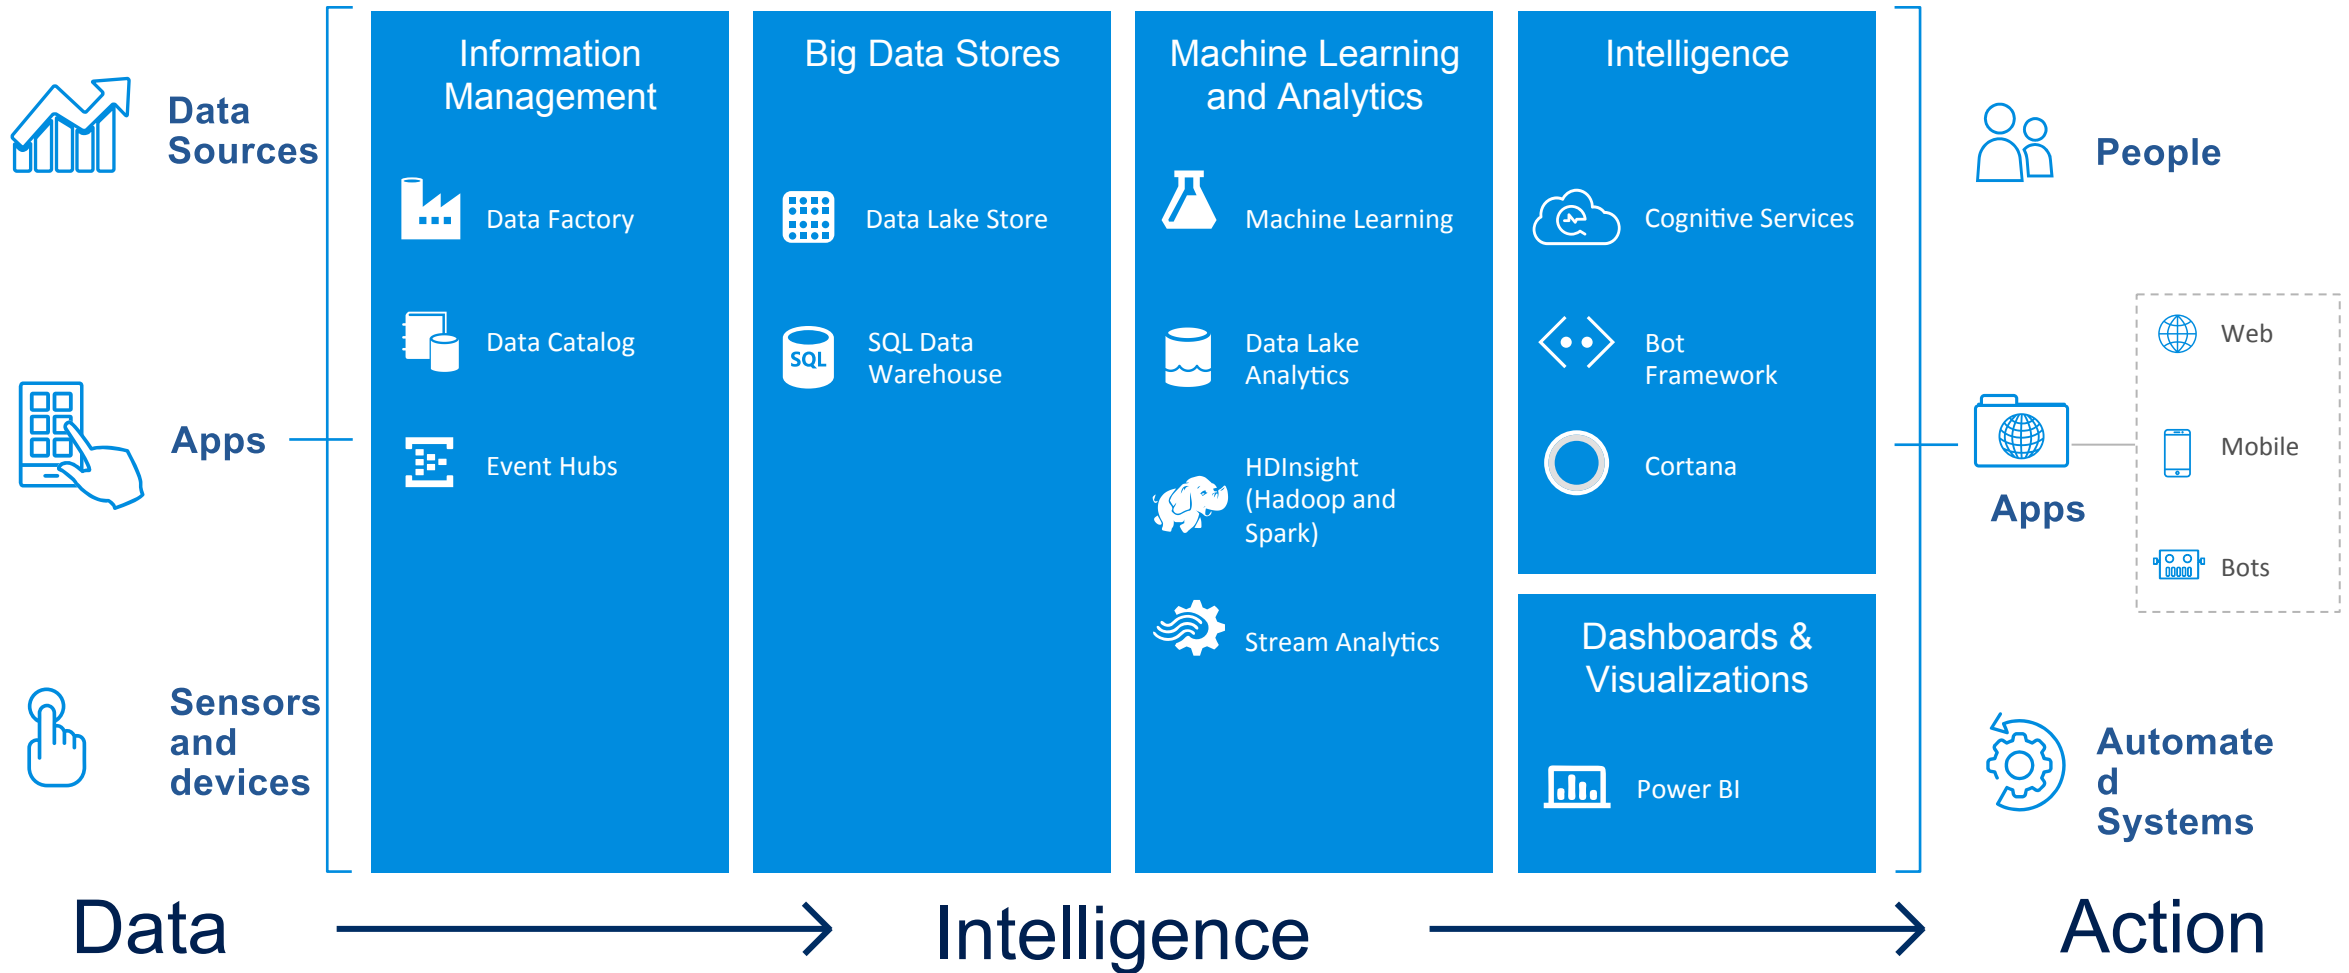 Data
Sources
Apps
Sensors
and
devices
Information
Management
Data Factory
Data Catalog
Event Hubs
Big Data Stores
Data Lake Store
SQL
SQL Data
Warehouse
Machine Learning
and Analytics
Machine Learning
Data Lake
Analytics
HDInsight
(Hadoop and
Spark)
Stream Analytics
Intelligence
Cognitive Services
Bot
Framework
Cortana
Dashboards &
Visualizations
Power BI
People
Apps
Web
Mobile
Bots
Automate
d
Systems
Data
Intelligence
Action